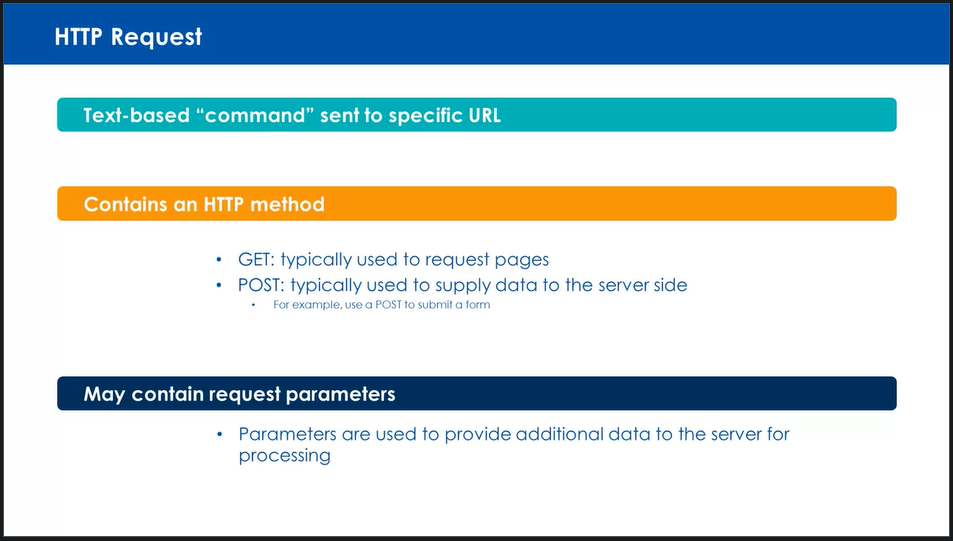 HTTP Request
Text-based “command” sent to specific URL
Contains an HTTP method
• GET: typically used to request pages
• POST: typically used to supply data to the server side
• For example, use a POST to submit a form
May contain request parameters
• Parameters are used to provide additional data to the server for
processing